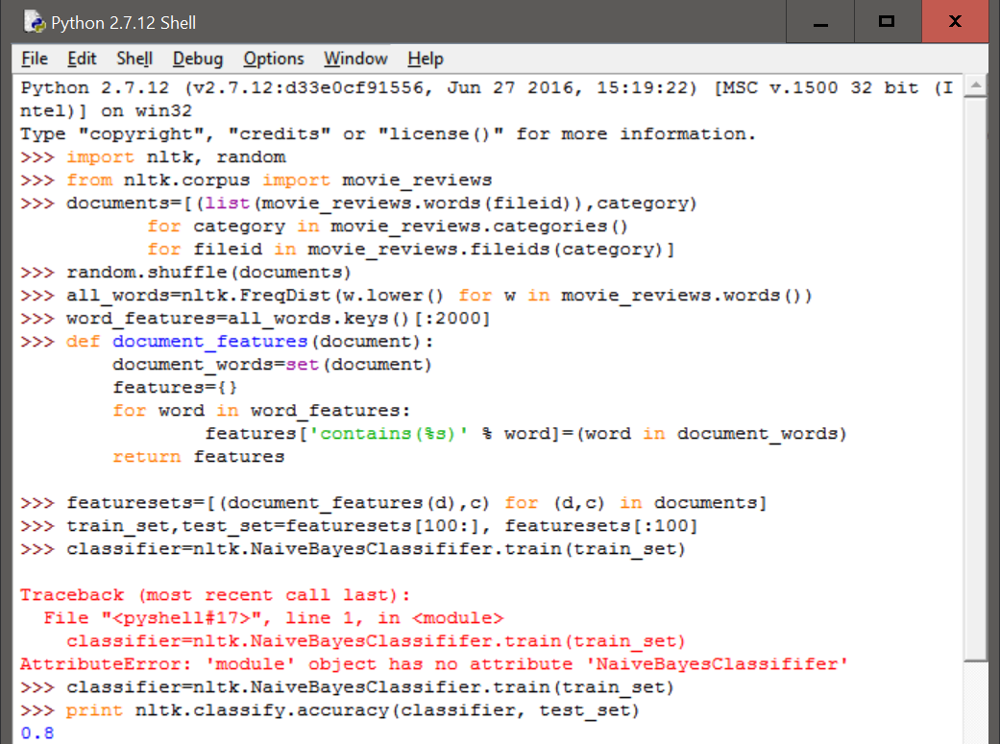 Python 2.7.12 Shell
File Edit Shell Debug Options Window Help
Python 2.7.12 (v2.7.12:d33e0cf91556, Jun 27 2016, 15:19:22) [MSC v.1500 32 bit (I
ntel)] on win32
Type "copyright", "credits" or "license()" for more information.
>>> import nltk, random
>>> from nltk.corpus import movie_reviews
>>> documents=[(list(movie_reviews.words(fileid)),category)
           for category in movie_reviews.categories()
           for fileid in movie_reviews.fileids(category)]
>>> random.shuffle(documents)
>>> all_words=nltk.FreqDist(w.lower() for w in movie_reviews.words())
>>> word_features=all_words.keys()[:2000]
>>> def document_features(document):
        document_words=set(document)
        features={}
        for word in word_features:
                features['contains(%s)' % word]=(word in document_words)
        return features
>>> featuresets=[(document_features(d),c) for (d,c) in documents]
>>> train_set,test_set=featuresets[100:], featuresets[:100]
>>> classifier=nltk.NaiveBayesClassififer.train(train_set)
Traceback (most recent call last):
  File "<pyshell#17>", line 1, in <module>
    classifier=nltk.NaiveBayesClassififer.train(train_set)
AttributeError: 'module' object has no attribute 'NaiveBayesClassififer'
>>> classifier=nltk.NaiveBayesClassifier.train(train_set)
>>> print nltk.classify.accuracy(classifier, test_set)
0.8